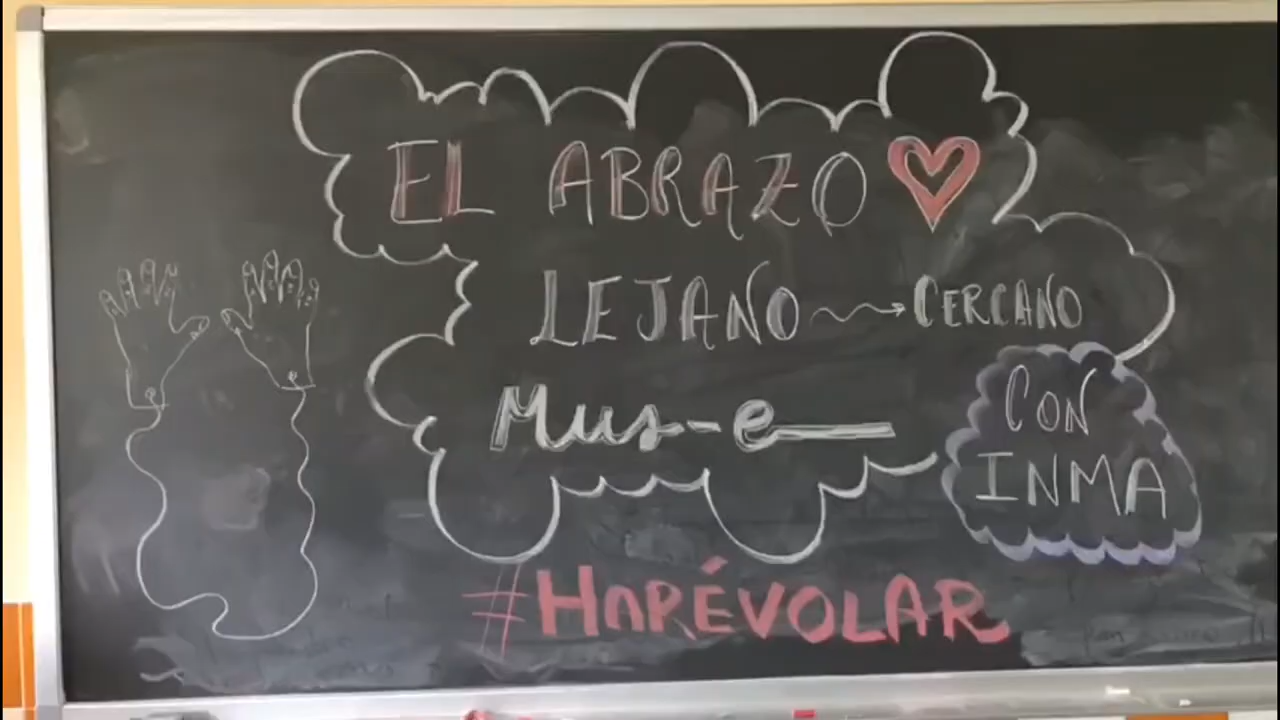 EL ABRAZO
LEJANO CERCANO
Mus-e
CON
INMA
#HARÉVOLAR